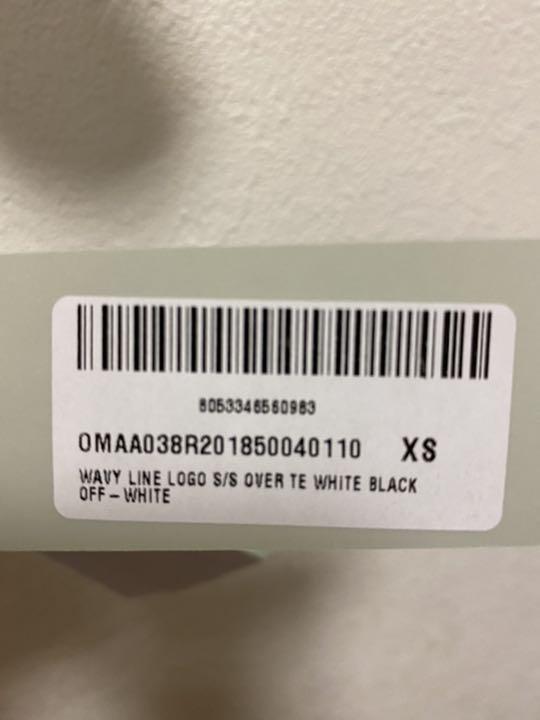 8053346560983
OMAA038R201850040110 XS
WAVY LINE LOGO S/S OVER TE WHITE BLACK
OFF-WHITE